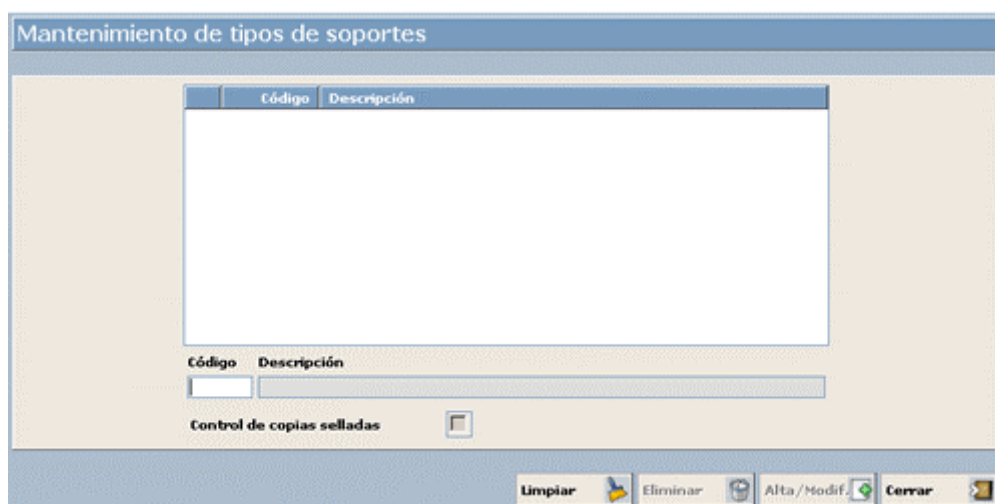 Mantenimiento de tipos de soportes
Código Descripción
Código Descripción
Control de copias selladas
Limpiar Eliminar Alta/Modif. Cerrar